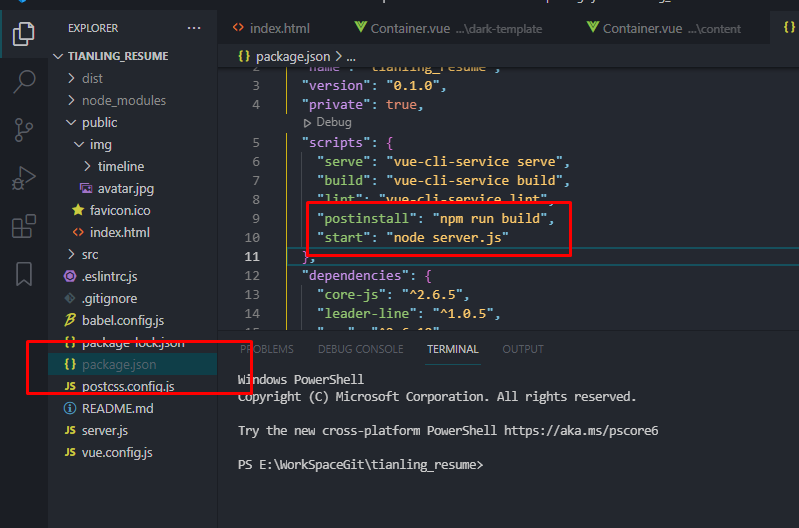 EXPLORER ...
TIANLING_RESUME
dist
node_modules
public
img
timeline
avatar.jpg
favicon.ico
index.html
src
.eslintrc.js
.gitignore
babel.config.js
package-lock.json
package.json
postcss.config.js
README.md
server.js
vue.config.js
index.html
Container.vue ...\dark-template
Container.vue ...\content
{} package.json > ...
2 "name": "tianling_resume",
3 "version": "0.1.0",
4 "private": true,
Debug
5 "scripts": {
6 "serve": "vue-cli-service serve",
7 "build": "vue-cli-service build",
8 "lint": "vue-cli-service lint",
9 "postinstall": "npm run build",
10 "start": "node server.js"
11 },
12 "dependencies": {
13 "core-js": "^2.6.5",
14 "leader-line": "^1.0.5",
PROBLEMS DEBUG CONSOLE TERMINAL OUTPUT
Windows PowerShell
Copyright (C) Microsoft Corporation. All rights reserved.
Try the new cross-platform PowerShell https://aka.ms/pscore6
PS E:\WorkSpaceGit\tianling_resume>